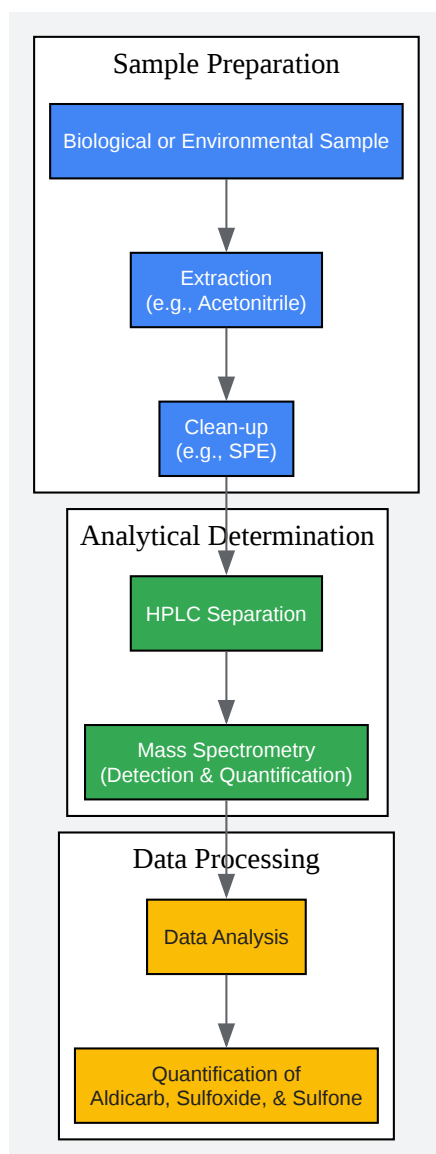 Sample Preparation
Biological or Environmental Sample
Extraction
(e.g., Acetonitrile)
Clean-up
(e.g., SPE)
Analytical Determination
HPLC Separation
Mass Spectrometry
(Detection & Quantification)
Data Processing
Data Analysis
Quantification of
Aldicarb, Sulfoxide, & Sulfone